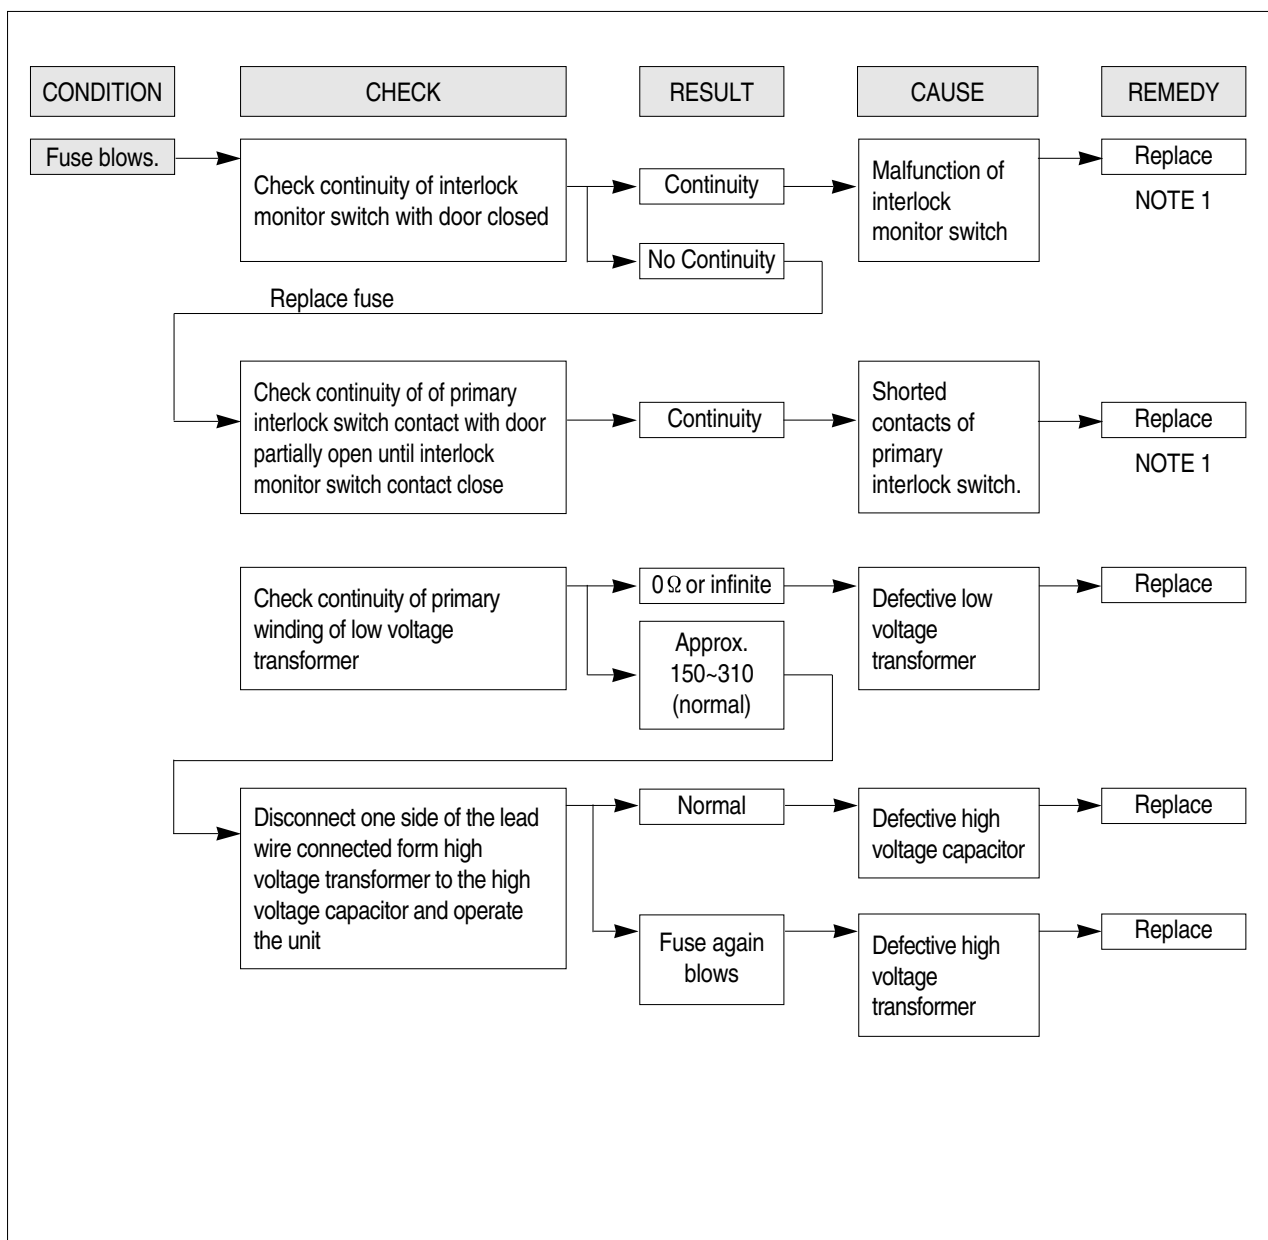 CONDITION
CHECK
RESULT
CAUSE
REMEDY
Fuse blows.
Check continuity of interlock
monitor switch with door closed
Continuity
No Continuity
Malfunction of
interlock
monitor switch
Replace
NOTE 1
Replace fuse
Check continuity of of primary
interlock switch contact with door
partially open until interlock
monitor switch contact close
Continuity
Shorted
contacts of
primary
interlock switch.
Replace
NOTE 1
Check continuity of primary
winding of low voltage
transformer
0 Ω or infinite
Approx.
150~310
(normal)
Defective low
voltage
transformer
Replace
Disconnect one side of the lead
wire connected form high
voltage transformer to the high
voltage capacitor and operate
the unit
Normal
Defective high
voltage capacitor
Replace
Fuse again
blows
Defective high
voltage
transformer
Replace